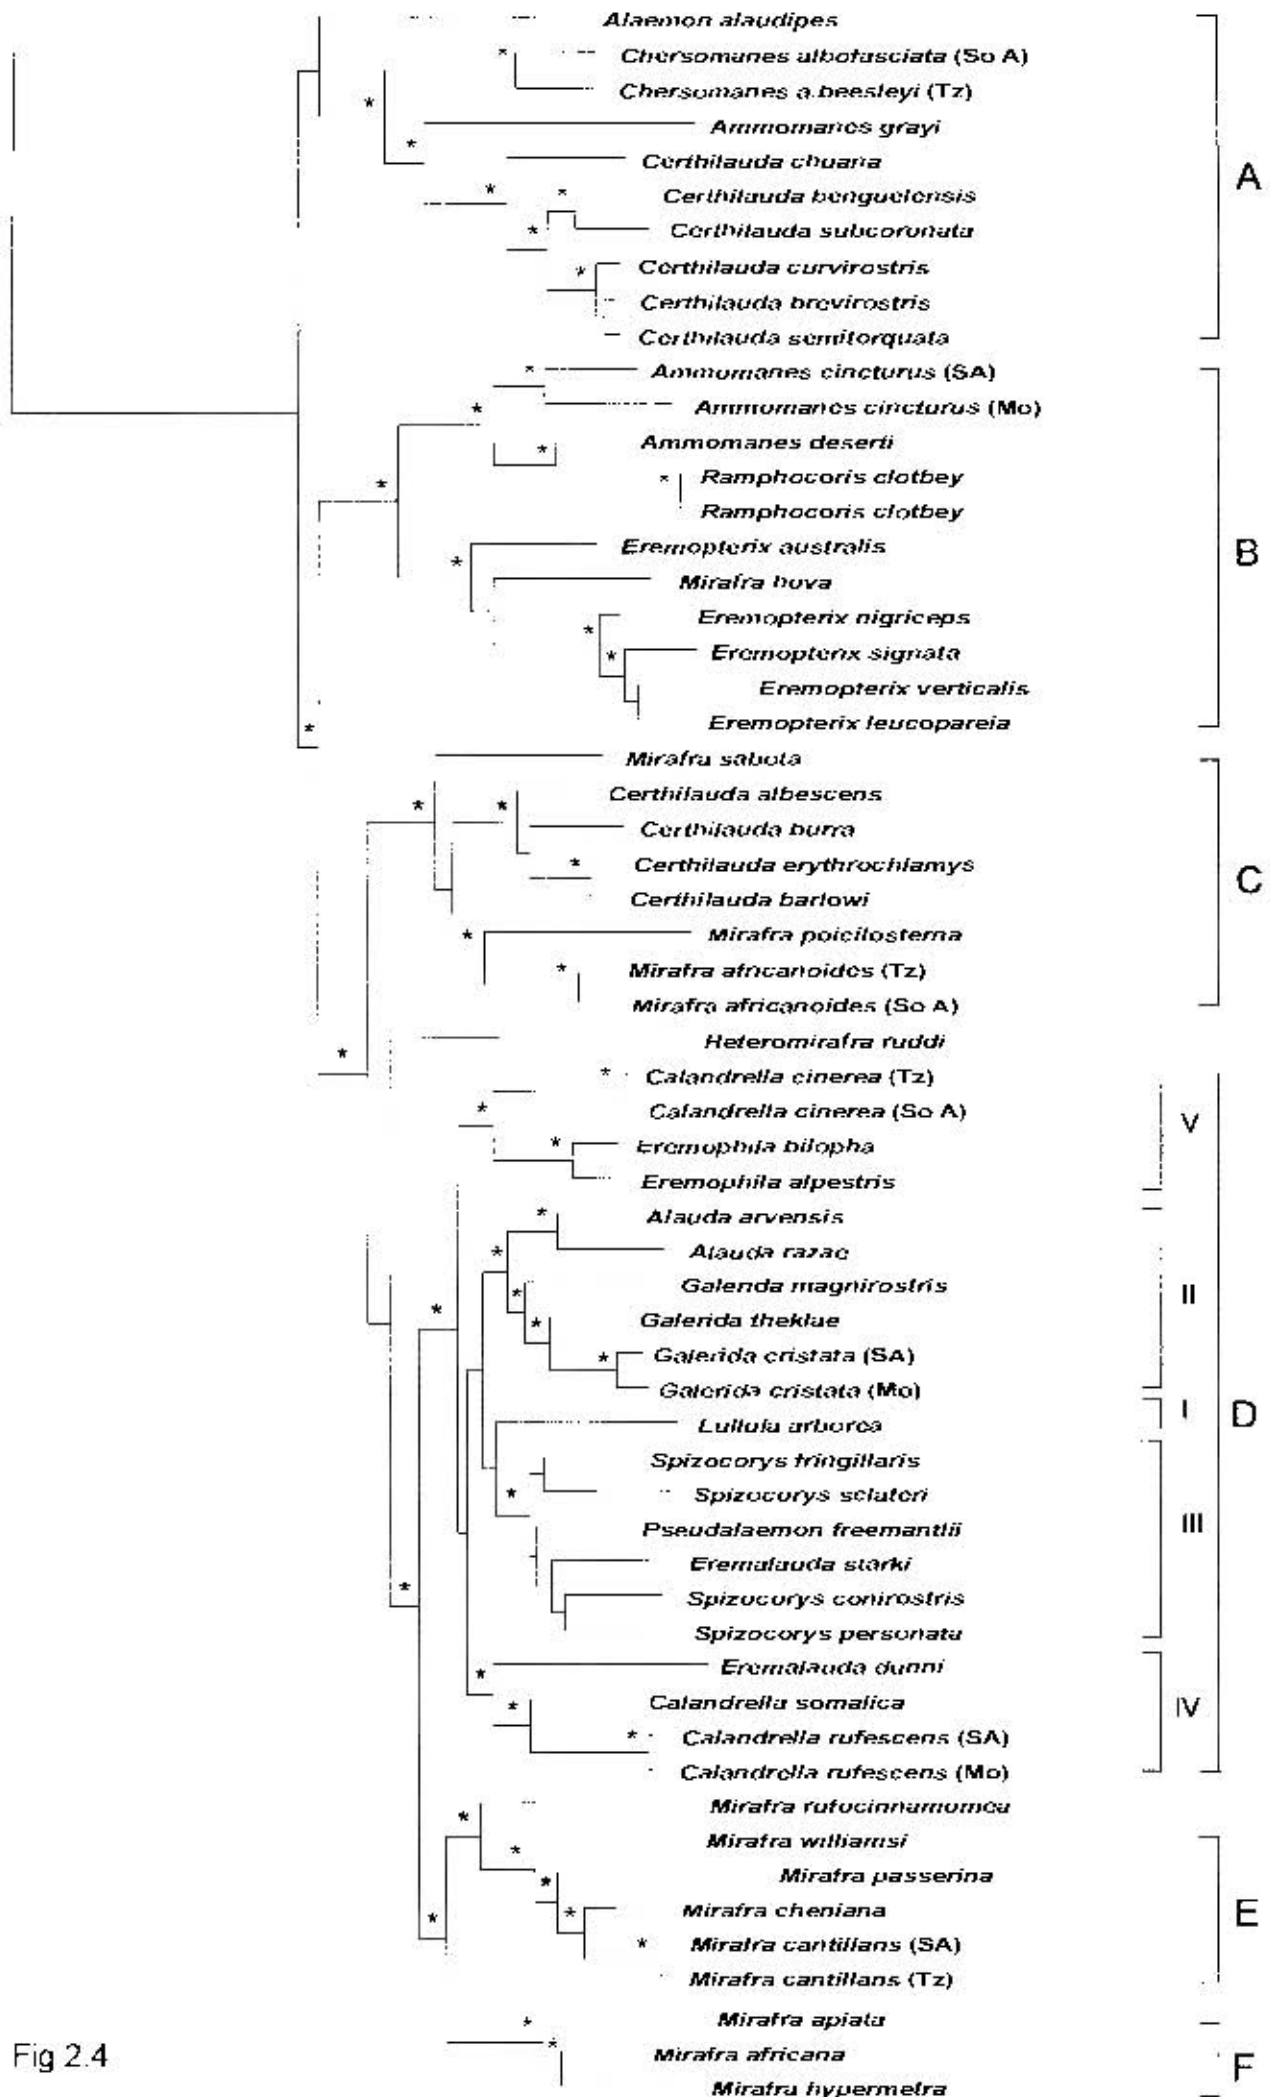 Alaemon alaudipes
Chersomanes albofasciata (So A)
Chersomanes a.beesleyi (Tz)
Ammomanes grayi
Certhilauda chuana
A
Certhilauda benguelensis
Certhilauda subcoronata
Certhilauda curvirostris
Certhilauda brevirostris
Certhilauda semitorquata
Ammomanes cincturus (SA)
Ammomanes cincturus (Mo)
Ammomanes deserti
Ramphocoris clotbey
Ramphocoris clotbey
Eremopterix australis
B
Mirafra hova
Eremopterix nigriceps
Eremopterix signata
Eremopterix verticalis
Eremopterix leucopareia
Mirafra sabota
Certhilauda albescens
Certhilauda burra
Certhilauda erythrochlamys
C
Certhilauda barlowi
Mirafra poicilosterna
Mirafra africanoides (Tz)
Mirafra africanoides (So A)
Heteromirafra ruddi
Calandrella cinerea (Tz)
Calandrella cinerea (So A)
V
Eremophila bilopha
Eremophila alpestris
Alauda arvensis
Alauda razae
Galerida magnirostris
II
Galerida theklae
Galerida cristata (SA)
Galerida cristata (Mo)
I
D
Lullula arborea
Spizocorys fringillaris
Spizocorys sclateri
III
Pseudalaemon freemantlii
Eremalauda starki
Spizocorys conirostris
Spizocorys personata
Eremalauda dunni
Calandrella somalica
IV
Calandrella rufescens (SA)
Calandrella rufescens (Mo)
Mirafra rufocinnamomea
Mirafra williamsi
Mirafra passerina
Mirafra cheniana
E
Mirafra cantillans (SA)
Mirafra cantillans (Tz)
Mirafra apiata
Fig 2.4
Mirafra africana
F
Mirafra hypermetra